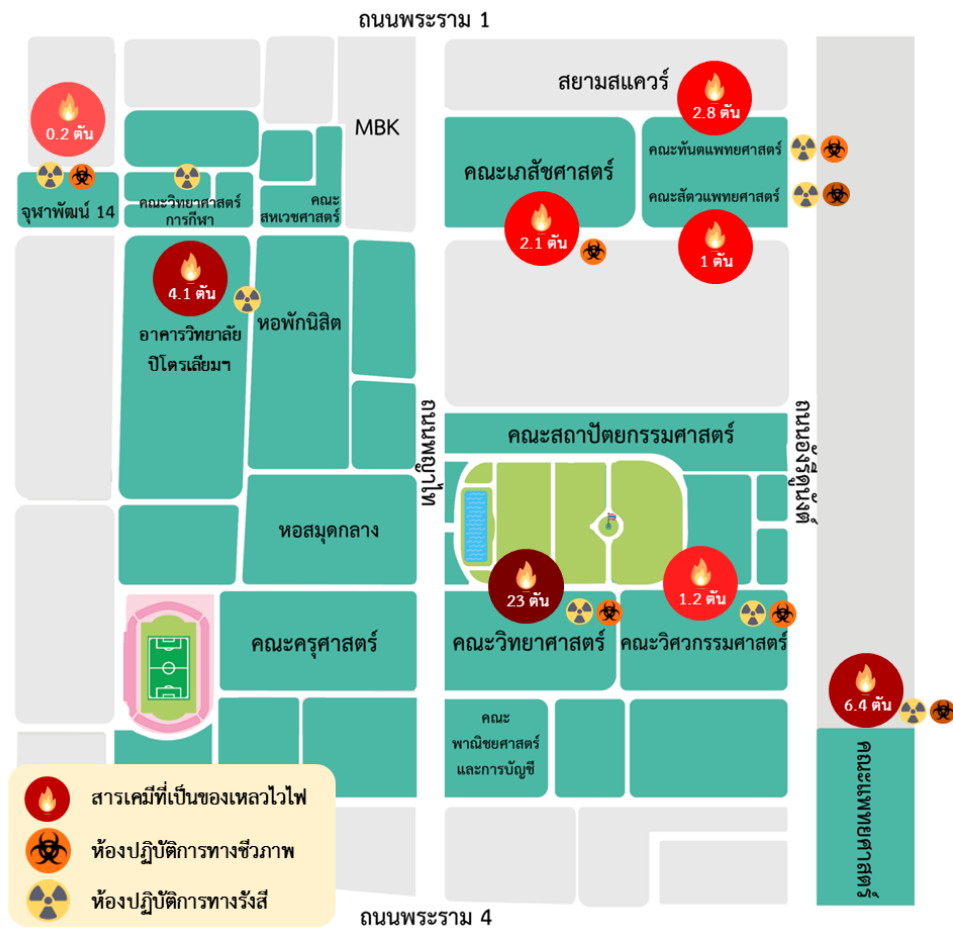 ถนนพระราม 1
สยามสแควร์
2.8 ตัน
0.2 ตัน
MBK
คณะทันตแพทยศาสตร์
คณะเภสัชศาสตร์
คณะสัตวแพทยศาสตร์
จุฬาพัฒน์ 14
คณะวิทยาศาสตร์
การกีฬา
คณะ
สหเวชศาสตร์
2.1 ตัน
1 ตัน
4.1 ตัน
หอพักนิสิต
อาคารวิทยาลัย
ปิโตรเลียมฯ
ถนนพญาไท
ถนนอังรีดูนังต์
คณะสถาปัตยกรรมศาสตร์
หอสมุดกลาง
23 ตัน
1.2 ตัน
คณะครุศาสตร์
คณะวิทยาศาสตร์
คณะวิศวกรรมศาสตร์
6.4 ตัน
คณะ
พาณิชยศาสตร์
และการบัญชี
คณะแพทยศาสตร์
สารเคมีที่เป็นของเหลวไวไฟ
ห้องปฏิบัติการทางชีวภาพ
ห้องปฏิบัติการทางรังสี
ถนนพระราม 4